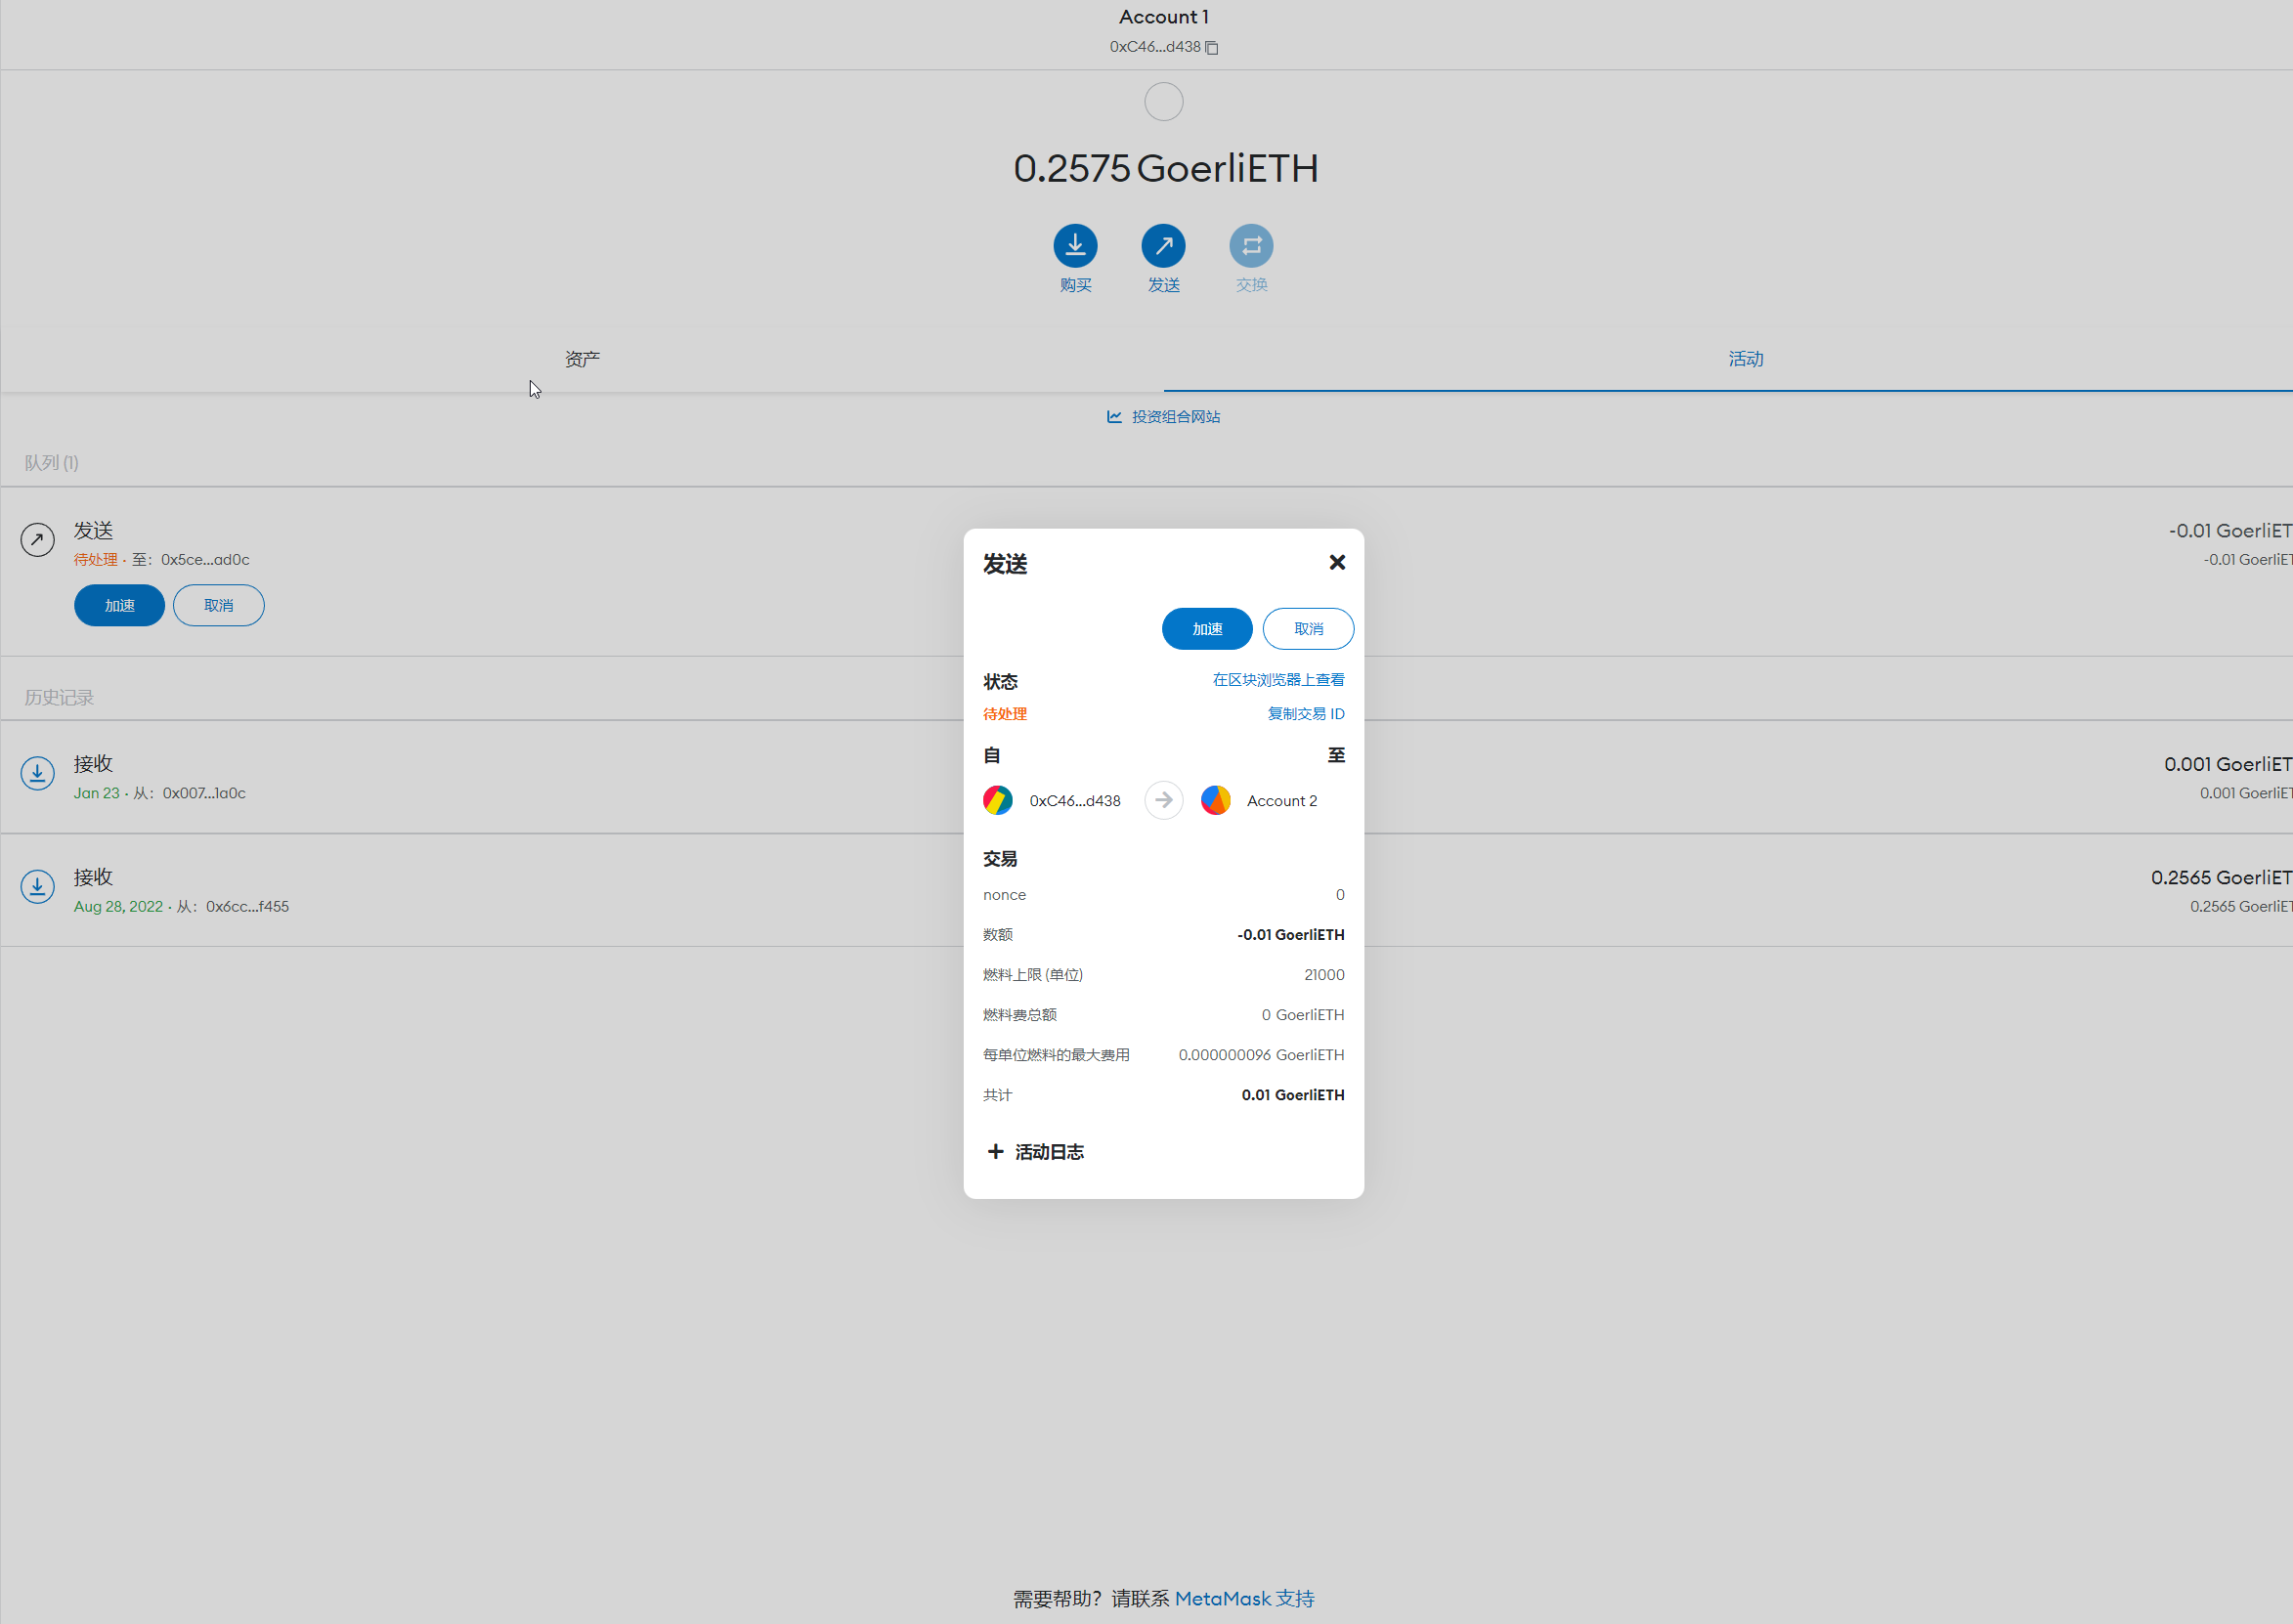 Account 1
0xC46...d438
0.2575 GoerliETH
购买
发送
交换
资产
活动
投资组合网站
队列 (1)
发送
-0.01 GoerliET
待处理 · 至: 0x5ce...ad0c
-0.01 GoerliET
加速
取消
历史记录
接收
0.001 GoerliET
Jan 23 · 从: 0x007...1a0c
0.001 GoerliET
接收
0.2565 GoerliET
Aug 28, 2022 · 从: 0x6cc...f455
0.2565 GoerliET
发送
加速
取消
状态
在区块浏览器上查看
待处理
复制交易 ID
自
至
0xC46...d438
Account 2
交易
nonce
0
数额
-0.01 GoerliETH
燃料上限 (单位)
21000
燃料费总额
0 GoerliETH
每单位燃料的最大费用
0.000000096 GoerliETH
共计
0.01 GoerliETH
活动日志
需要帮助？请联系 MetaMask 支持